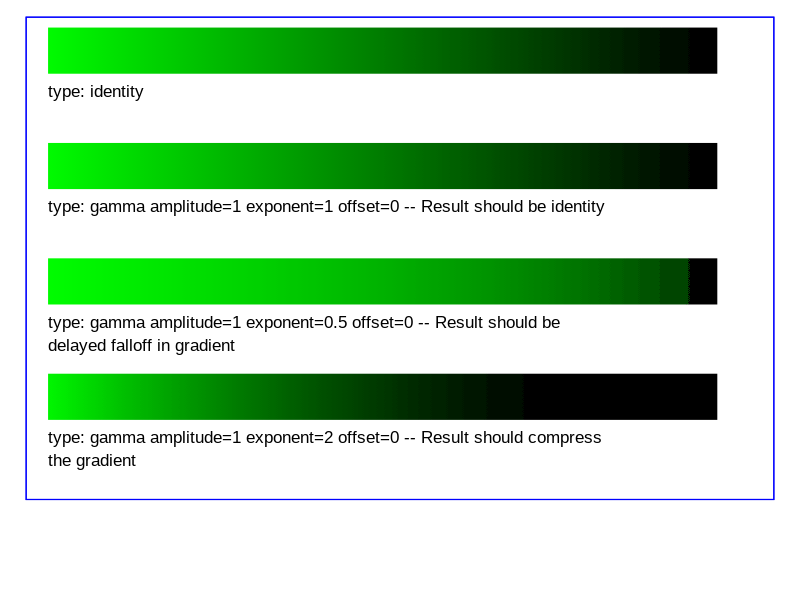 type: identity
type: gamma amplitude=1 exponent=1 offset=0 -- Result should be identity
type: gamma amplitude=1 exponent=0.5 offset=0 -- Result should be
delayed falloff in gradient
type: gamma amplitude=1 exponent=2 offset=0 -- Result should compress
the gradient